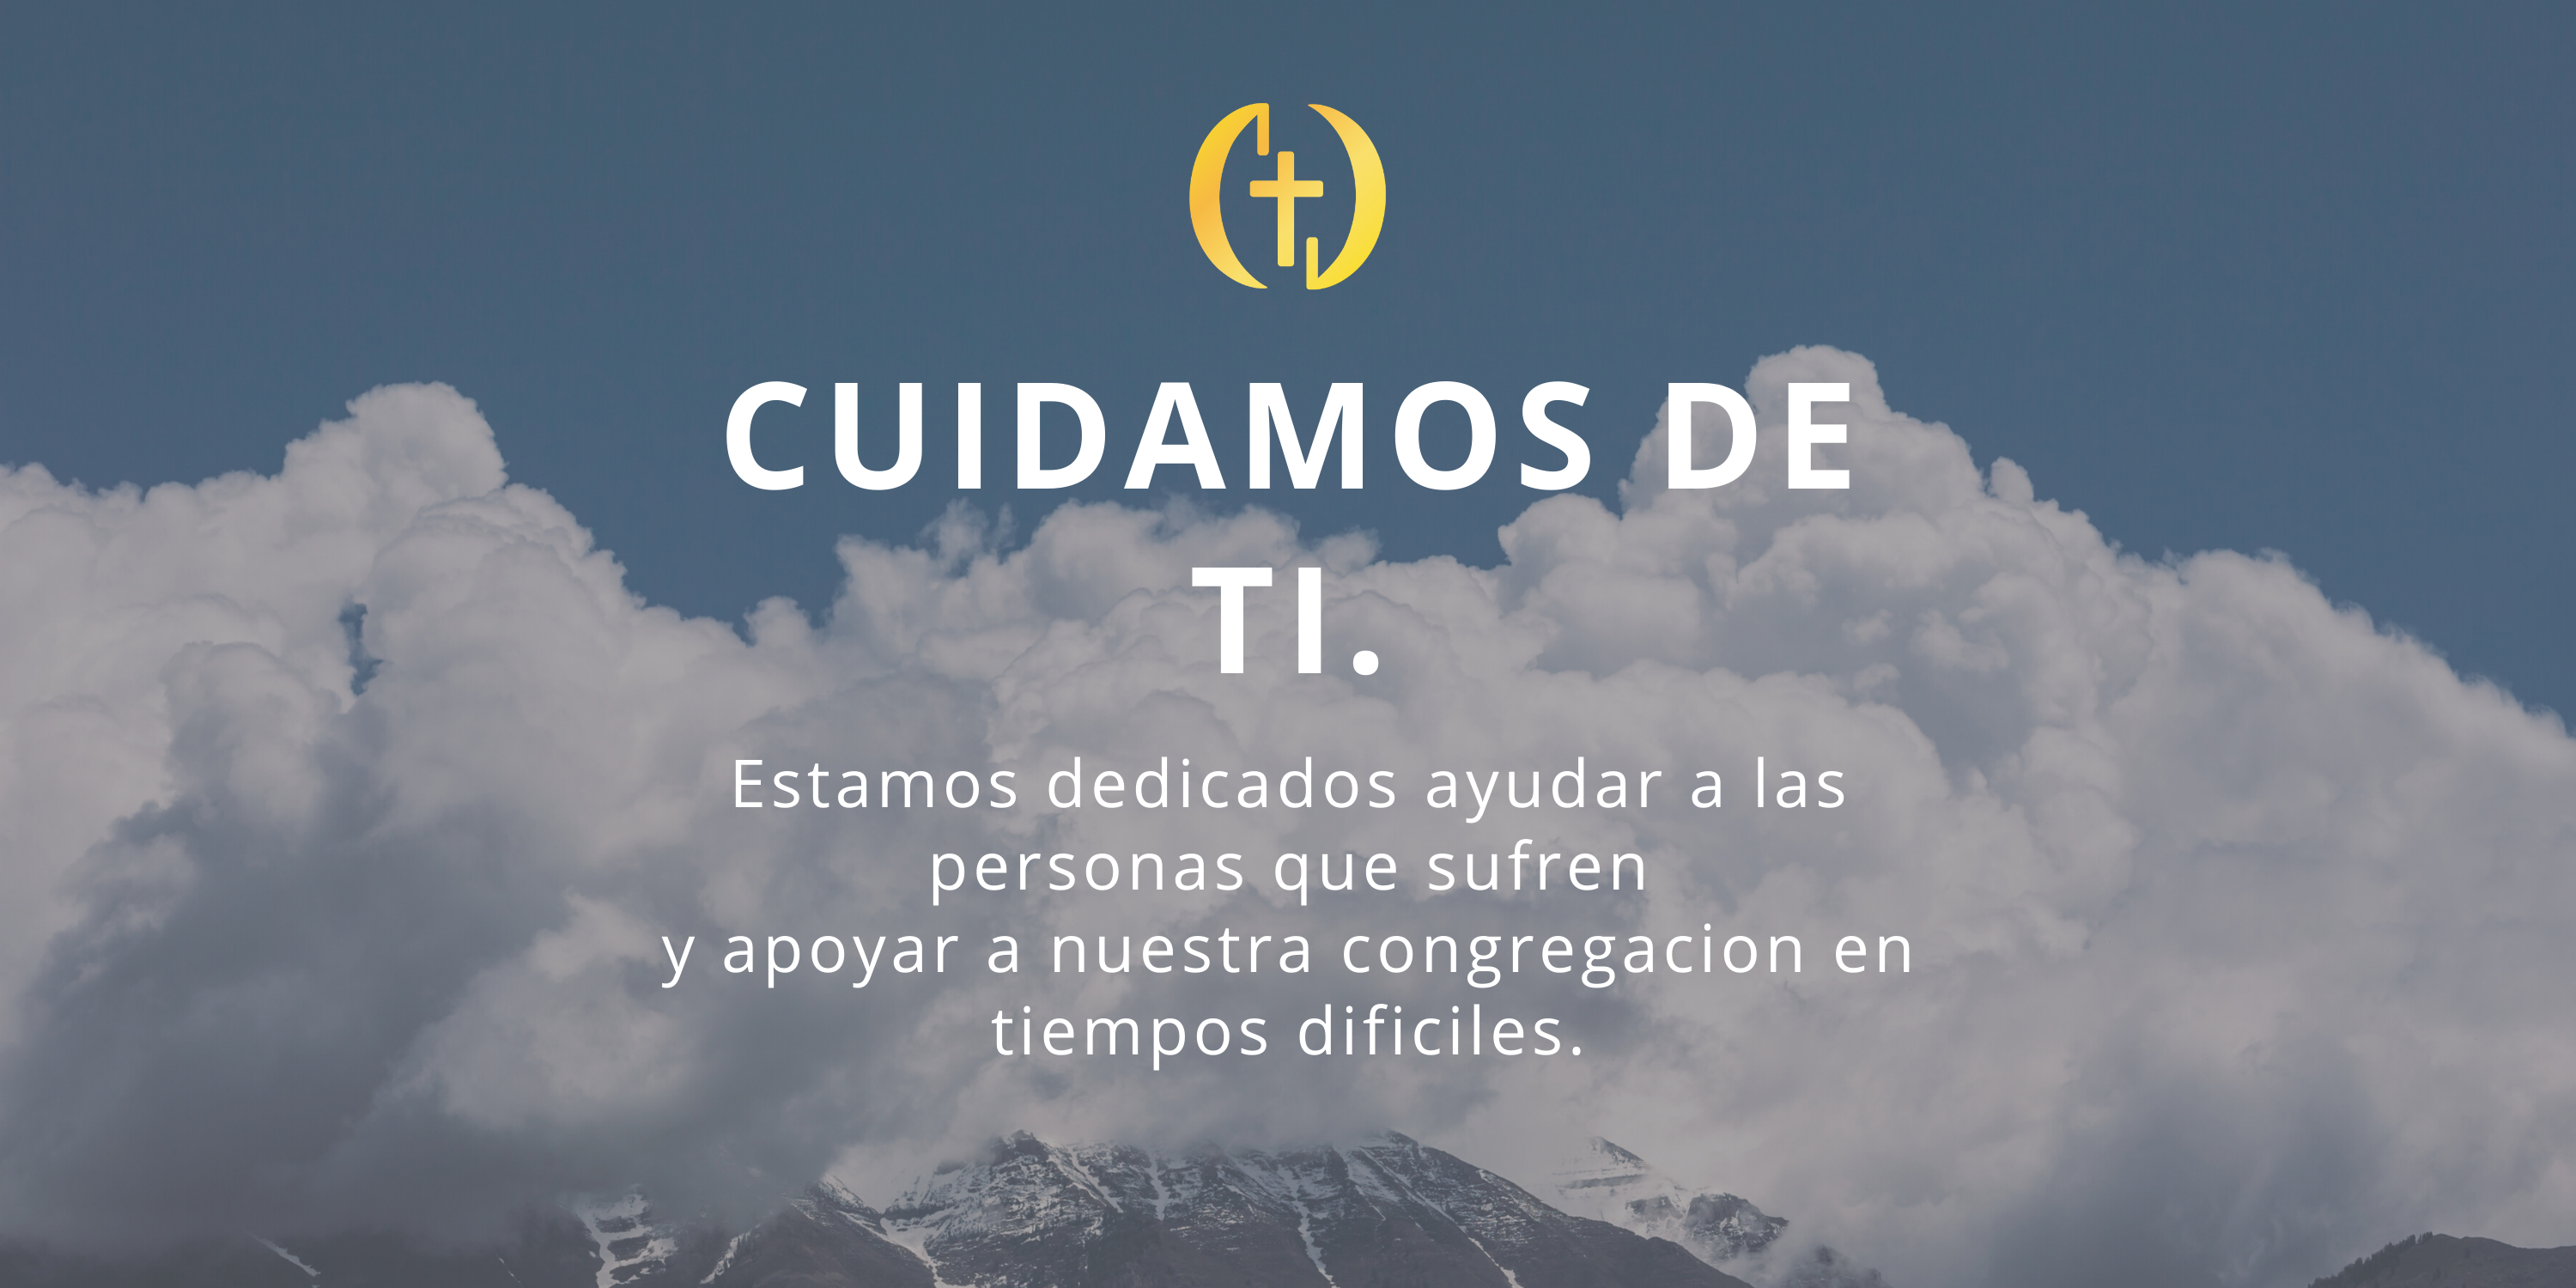 CUIDAMOS DE
TI.
Estamos dedicados ayudar a las
personas que sufren
y apoyar a nuestra congregacion en
tiempos dificiles.